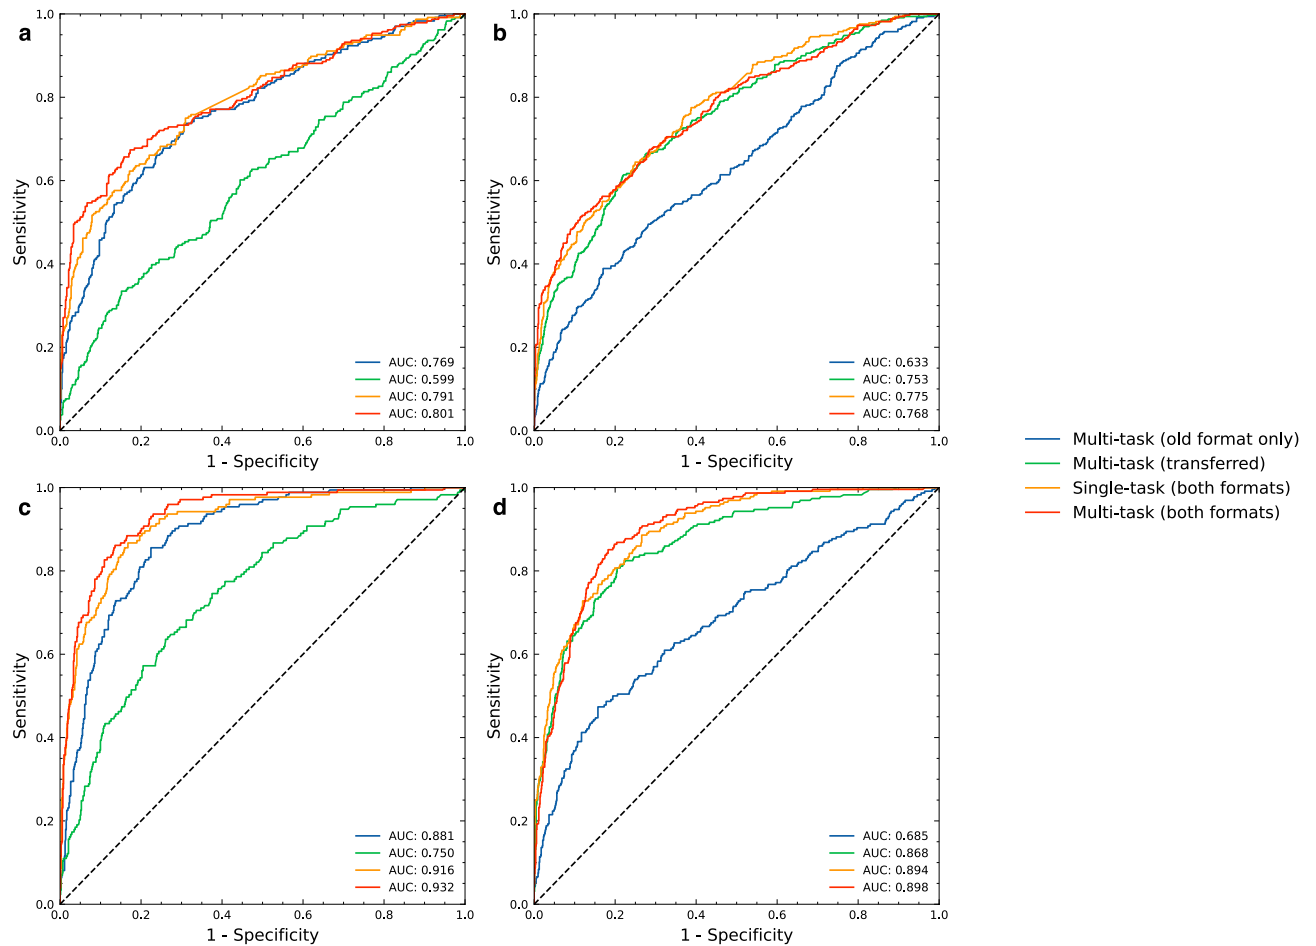 a
1.0
0.8
0.6
0.4
0.2
0.0
Sensitivity
0.0 0.2 0.4 0.6 0.8 1.0
1 - Specificity
AUC: 0.769
AUC: 0.599
AUC: 0.791
AUC: 0.801
b
1.0
0.8
0.6
0.4
0.2
0.0
Sensitivity
0.0 0.2 0.4 0.6 0.8 1.0
1 - Specificity
AUC: 0.633
AUC: 0.753
AUC: 0.775
AUC: 0.768
c
1.0
0.8
0.6
0.4
0.2
0.0
Sensitivity
0.0 0.2 0.4 0.6 0.8 1.0
1 - Specificity
AUC: 0.881
AUC: 0.750
AUC: 0.916
AUC: 0.932
d
1.0
0.8
0.6
0.4
0.2
0.0
Sensitivity
0.0 0.2 0.4 0.6 0.8 1.0
1 - Specificity
AUC: 0.685
AUC: 0.868
AUC: 0.894
AUC: 0.898
Multi-task (old format only)
Multi-task (transferred)
Single-task (both formats)
Multi-task (both formats)